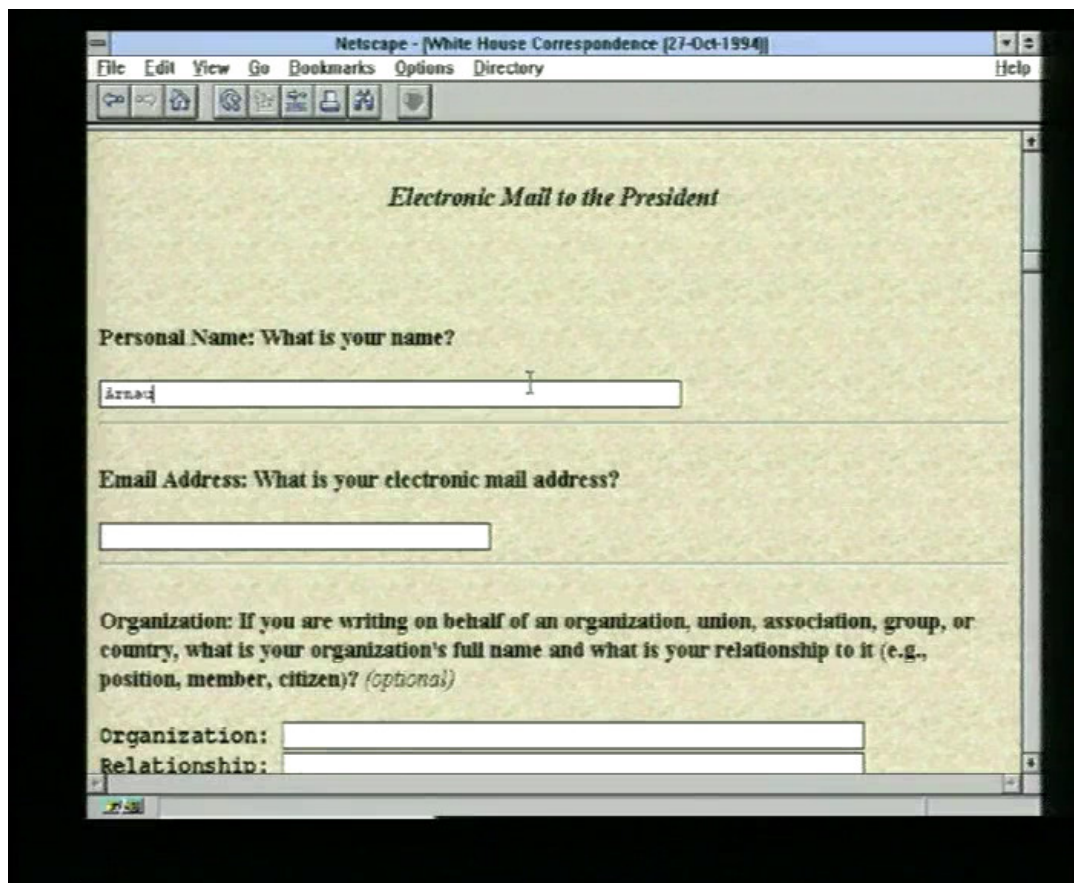 Netscape - [White House Correspondence [27-Oct-1994]]
File Edit View Go Bookmarks Options Directory Help
Electronic Mail to the President
Personal Name: What is your name?
Arnau
Email Address: What is your electronic mail address?
Organization: If you are writing on behalf of an organization, union, association, group, or
country, what is your organization's full name and what is your relationship to it (e.g.,
position, member, citizen)? (optional)
Organization:
Relationship: